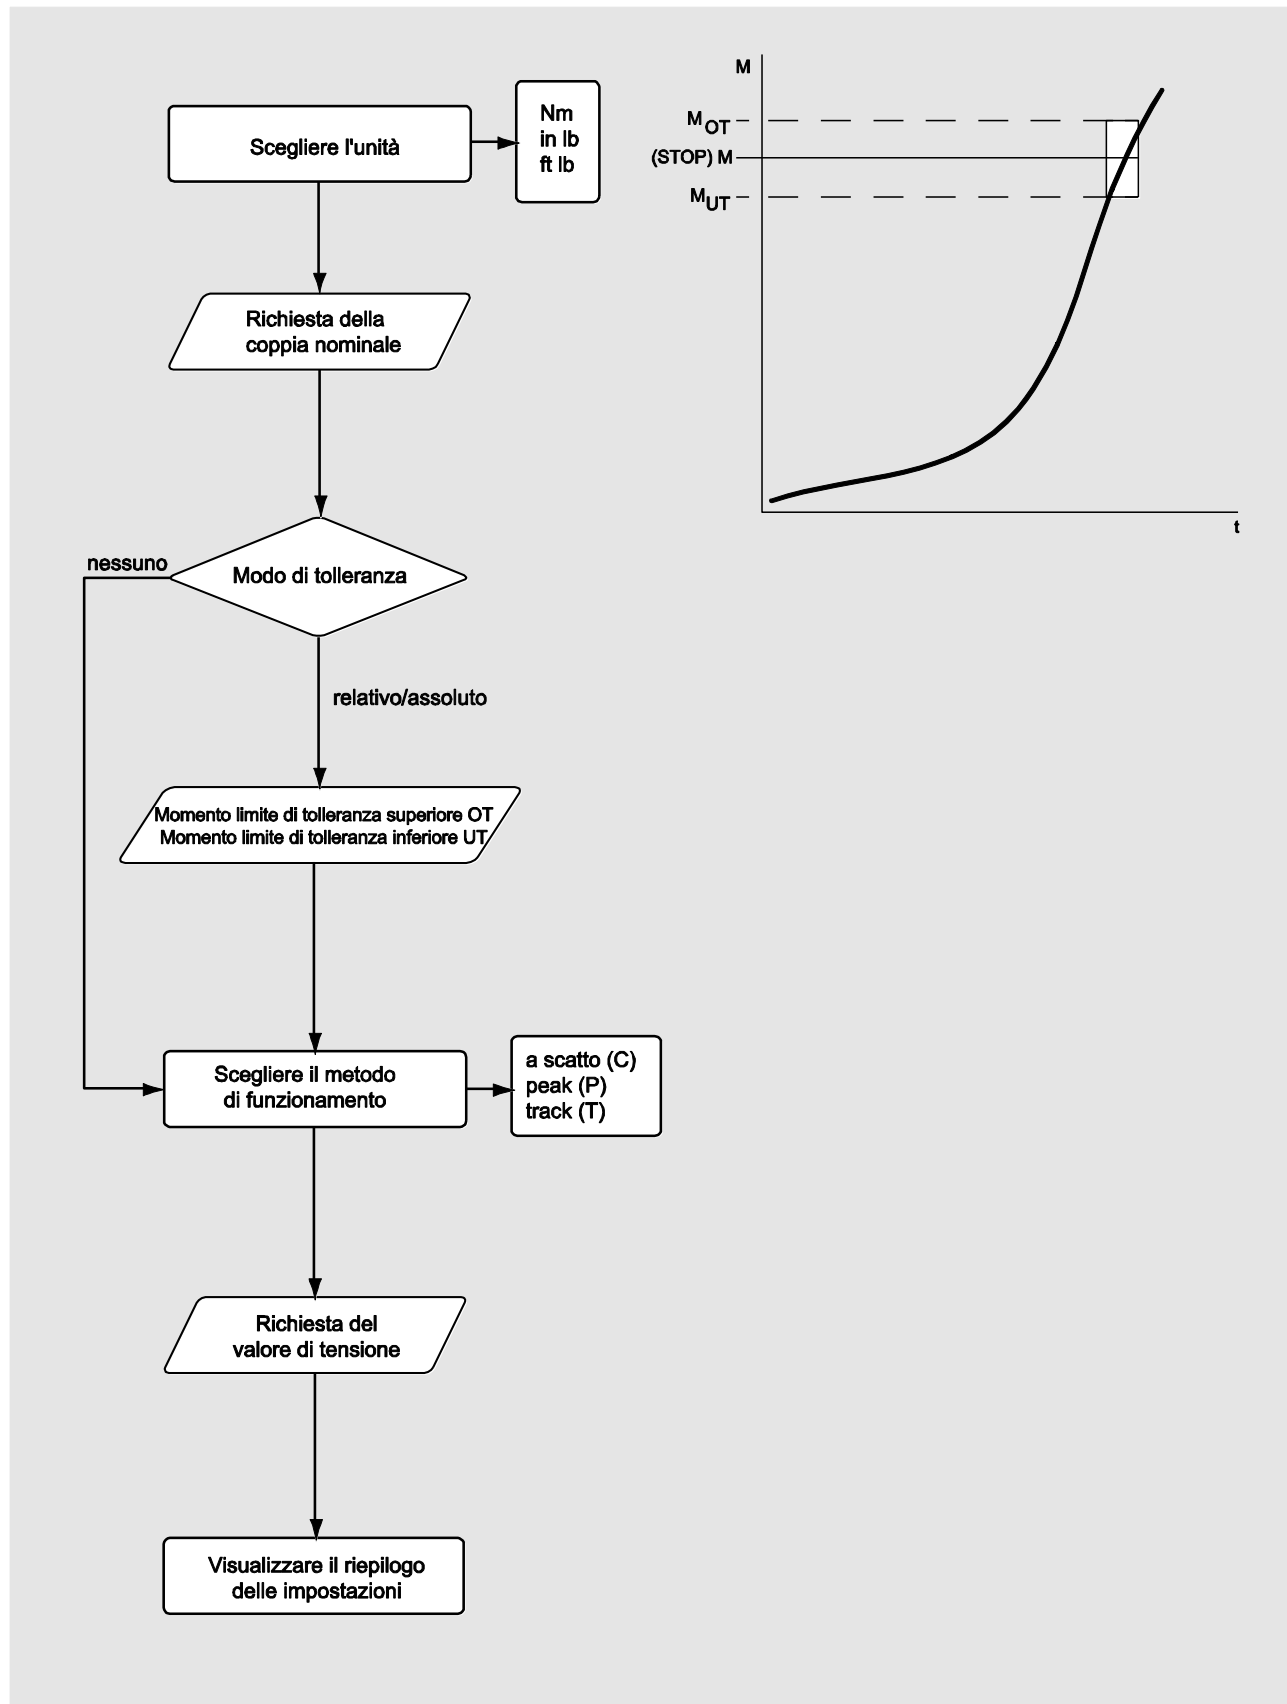 Scegliere l'unità
Nm
in lb
ft lb
Richiesta della
coppia nominale
nessuno
Modo di tolleranza
relativo/assoluto
Momento limite di tolleranza superiore OT
Momento limite di tolleranza inferiore UT
Scegliere il metodo
di funzionamento
a scatto (C)
peak (P)
track (T)
Richiesta del
valore di tensione
Visualizzare il riepilogo
delle impostazioni
M
MOT
(STOP) M
MUT
t